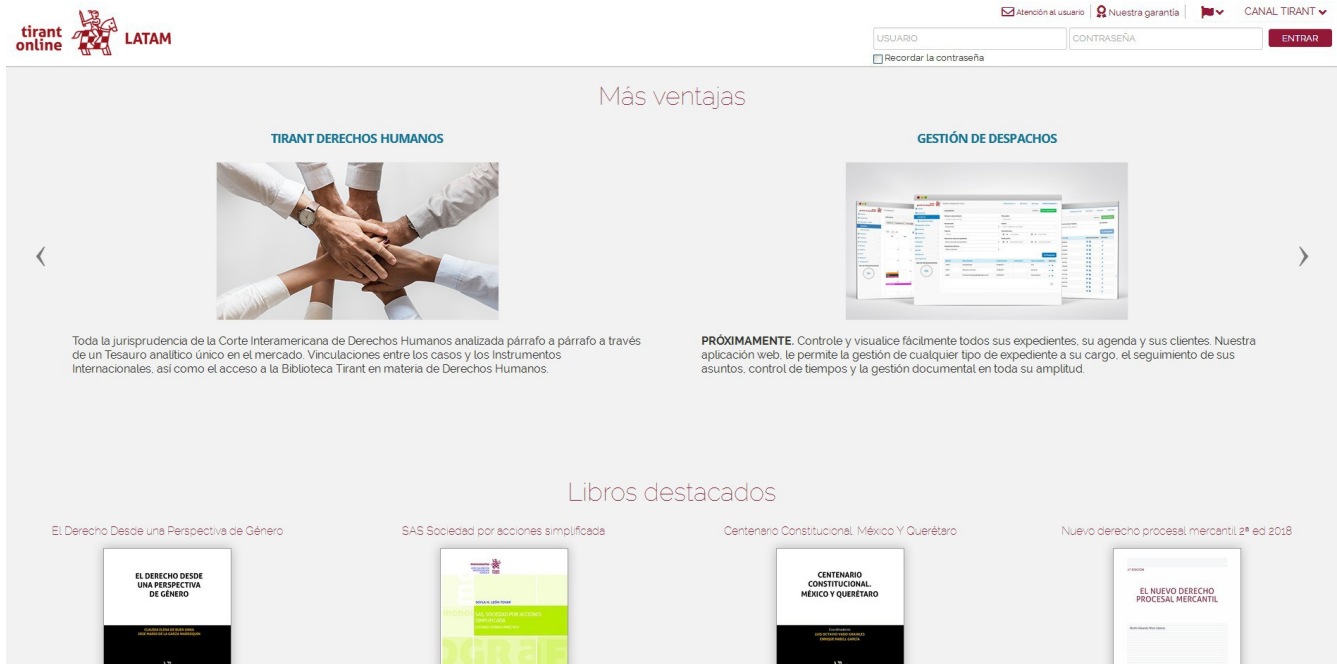 tirant
online
LATAM
Atención al usuario
Nuestra garantía
CANAL TIRANT
USUARIO
CONTRASEÑA
ENTRAR
Recordar la contraseña
Más ventajas
TIRANT DERECHOS HUMANOS
GESTIÓN DE DESPACHOS
Toda la jurisprudencia de la Corte Interamericana de Derechos Humanos analizada párrafo a párrafo a través
de un Tesauro analítico único en el mercado. Vinculaciones entre los casos y los Instrumentos
Internacionales, así como el acceso a la Biblioteca Tirant en materia de Derechos Humanos.
PRÓXIMAMENTE. Controle y visualice fácilmente todos sus expedientes, su agenda y sus clientes. Nuestra
aplicación web, le permite la gestión de cualquier tipo de expediente a su cargo, el seguimiento de sus
asuntos, control de tiempos y la gestión documental en toda su amplitud.
Libros destacados
El Derecho Desde una Perspectiva de Género
SAS Sociedad por acciones simplificada
Centenario Constitucional. México Y Querétaro
Nuevo derecho procesal mercantil 2ª ed 2018
EL DERECHO DESDE
UNA PERSPECTIVA
DE GÉNERO
SAS. SOCIEDAD POR ACCIONES
SIMPLIFICADA
CENTENARIO
CONSTITUCIONAL.
MÉXICO Y QUERÉTARO
EL NUEVO DERECHO
PROCESAL MERCANTIL